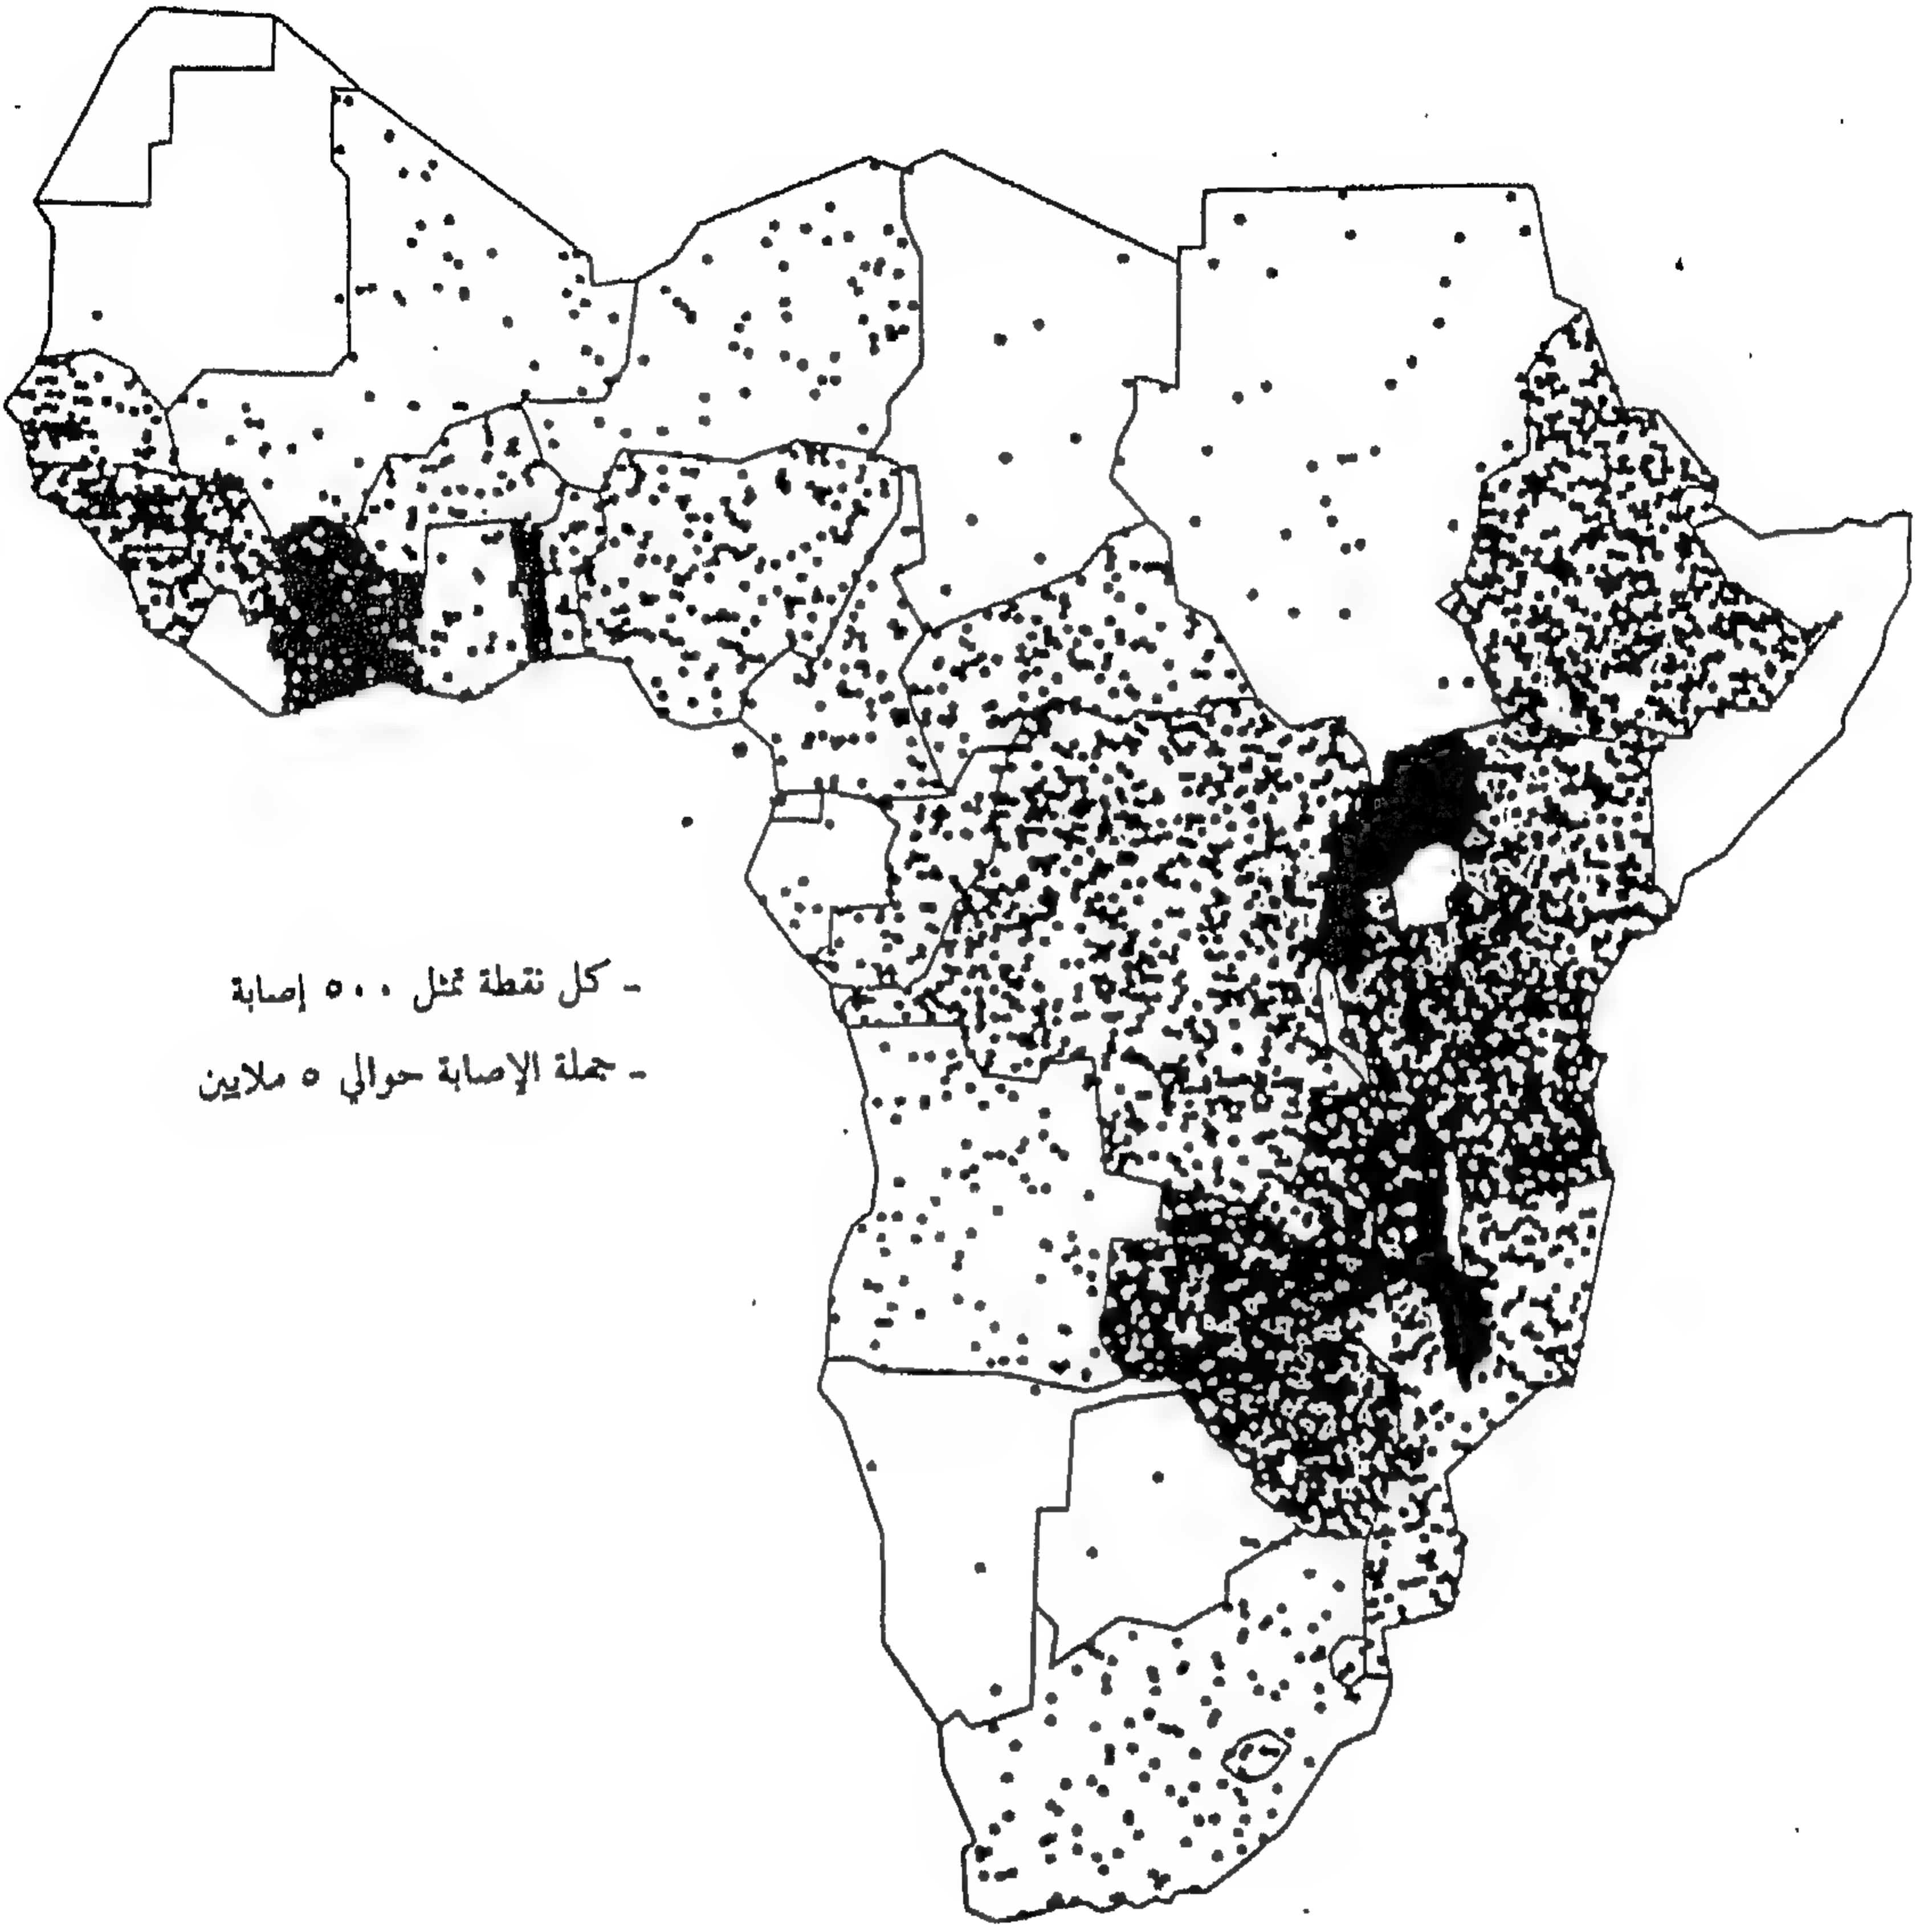 - كل نقطة تمثل ٥٠٠ إصابة
- جملة الإصابة حوالي ٥ ملايين